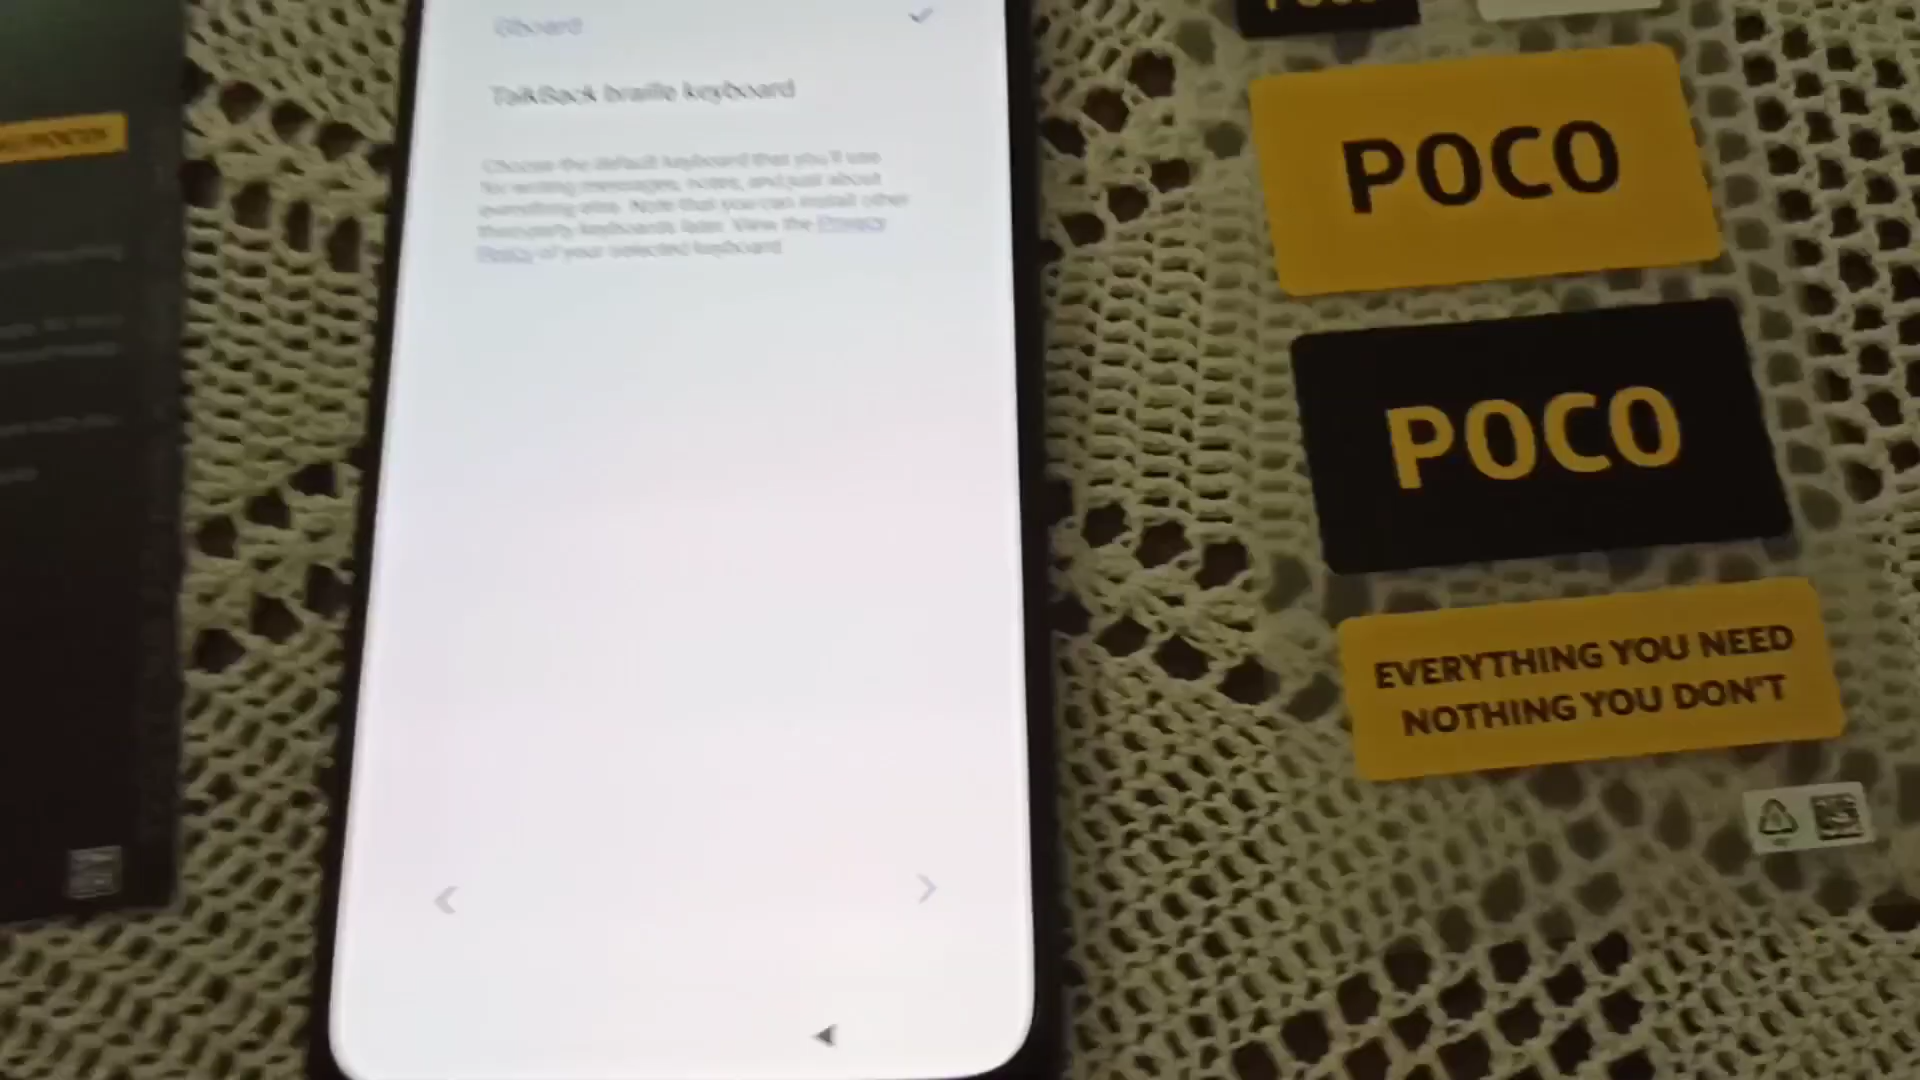 Gboard
TalkBack braille keyboard
Choose the default keyboard that you'll use
for writing messages, notes, and just about
everything else. Note that you can install other
third-party keyboards later. View the Privacy
Policy of your selected keyboard.
POCO
POCO
POCO
EVERYTHING YOU NEED
NOTHING YOU DON'T